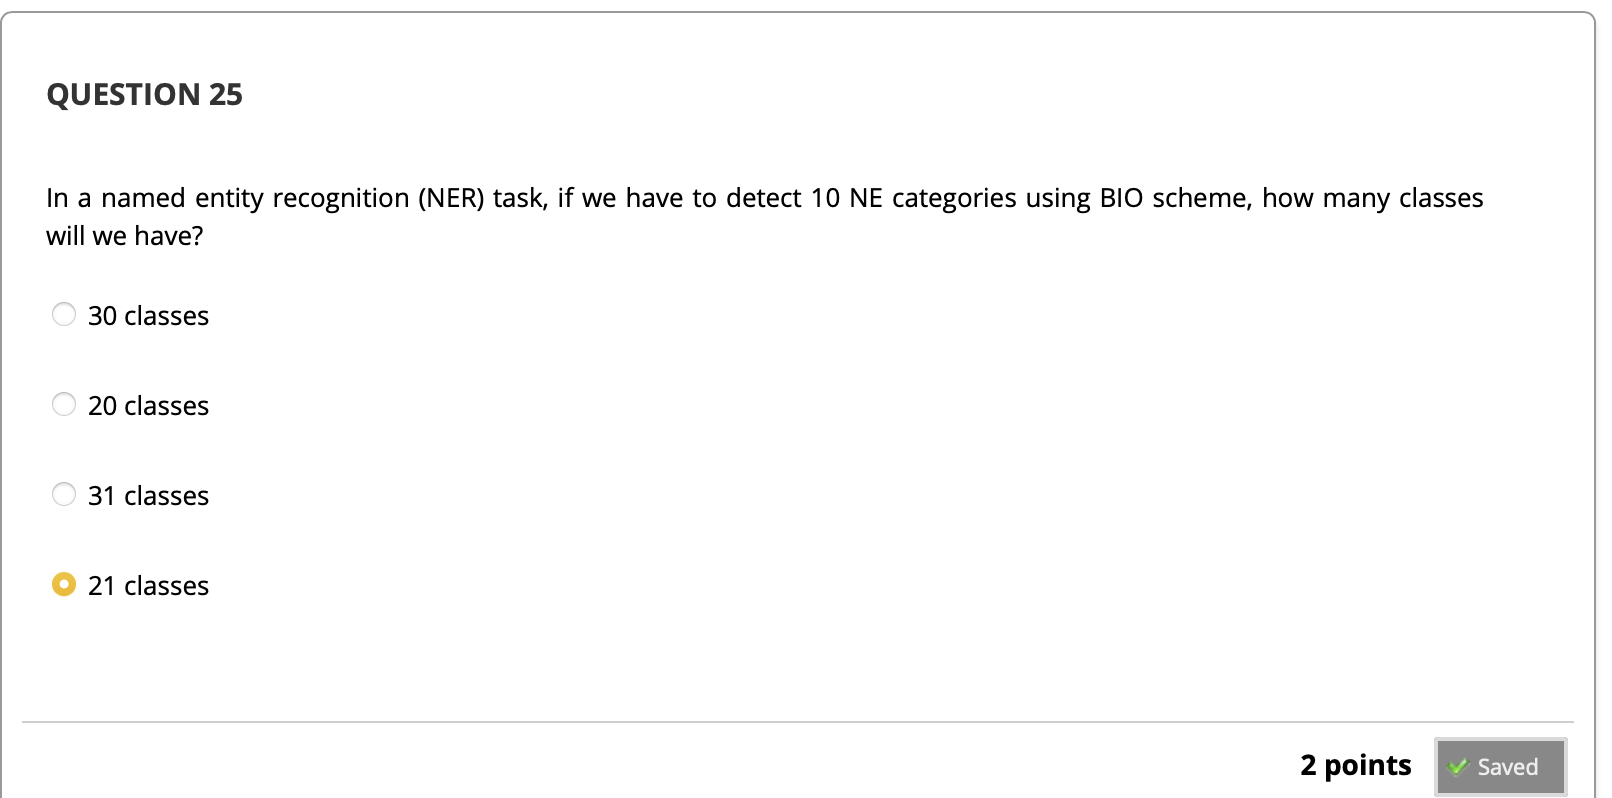 QUESTION 25
In a named entity recognition (NER) task, if we have to detect 10 NE categories using BIO scheme, how many classes
will we have?
30 classes
20 classes
31 classes
21 classes
2 points
Saved